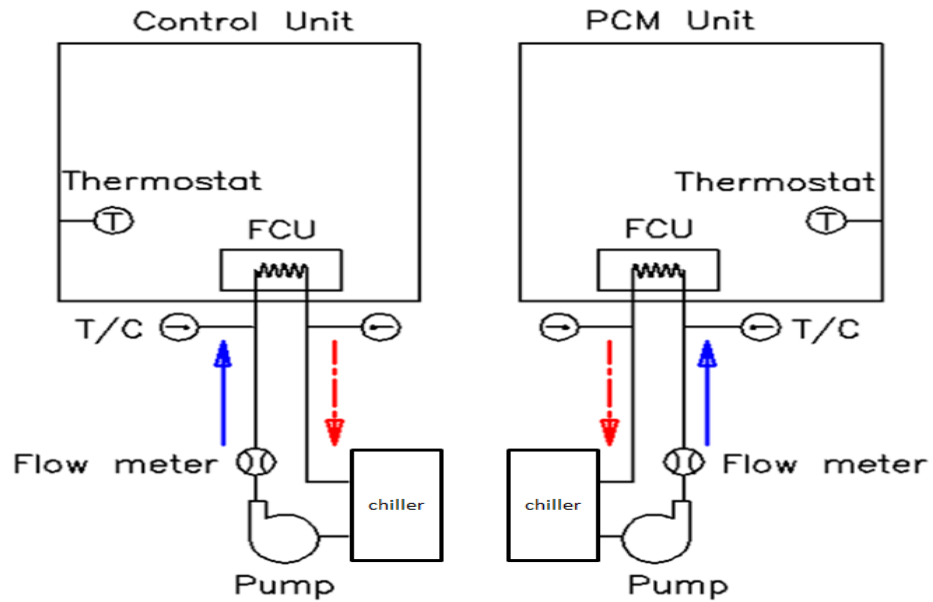 Control Unit
PCM Unit
Thermostat
T
FCU
Thermostat
T
FCU
T/C
T/C
Flow meter
chiller
Pump
chiller
Flow meter
Pump